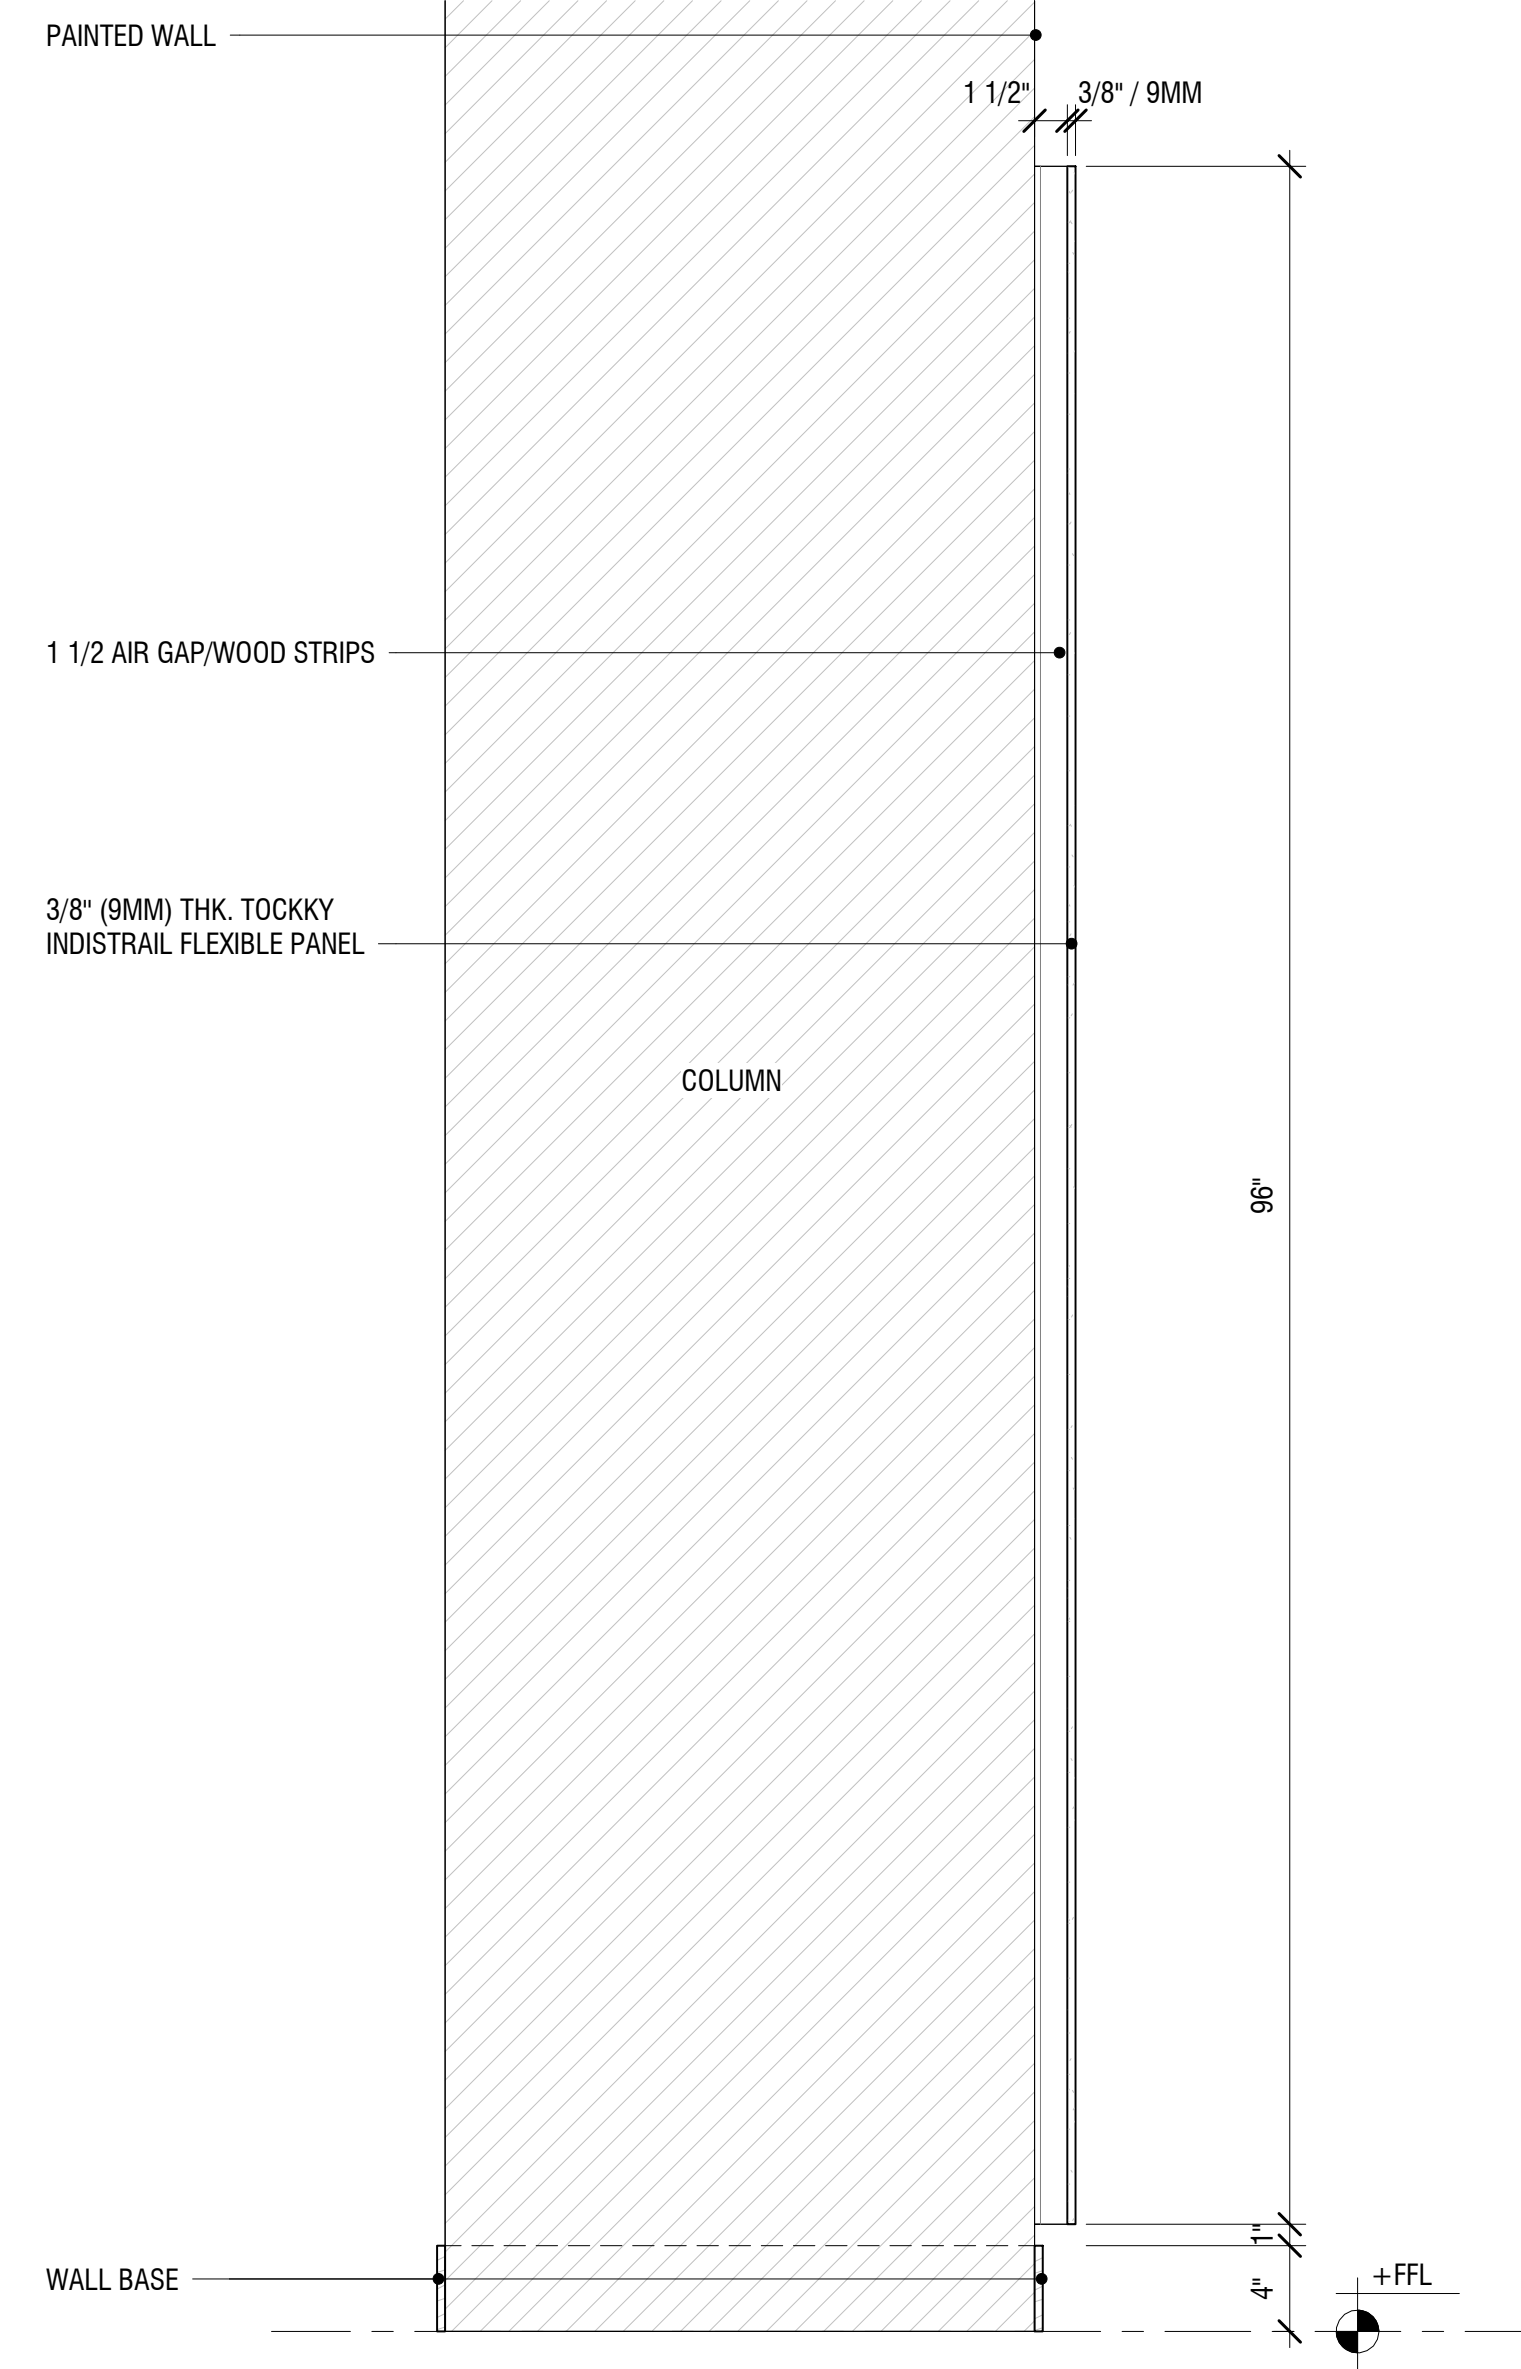 PAINTED WALL
1 1/2"
3/8" / 9MM
1 1/2 AIR GAP/WOOD STRIPS
3/8" (9MM) THK. TOCKKY
INDISTRAIL FLEXIBLE PANEL
COLUMN
96"
1"
4"
WALL BASE
+FFL